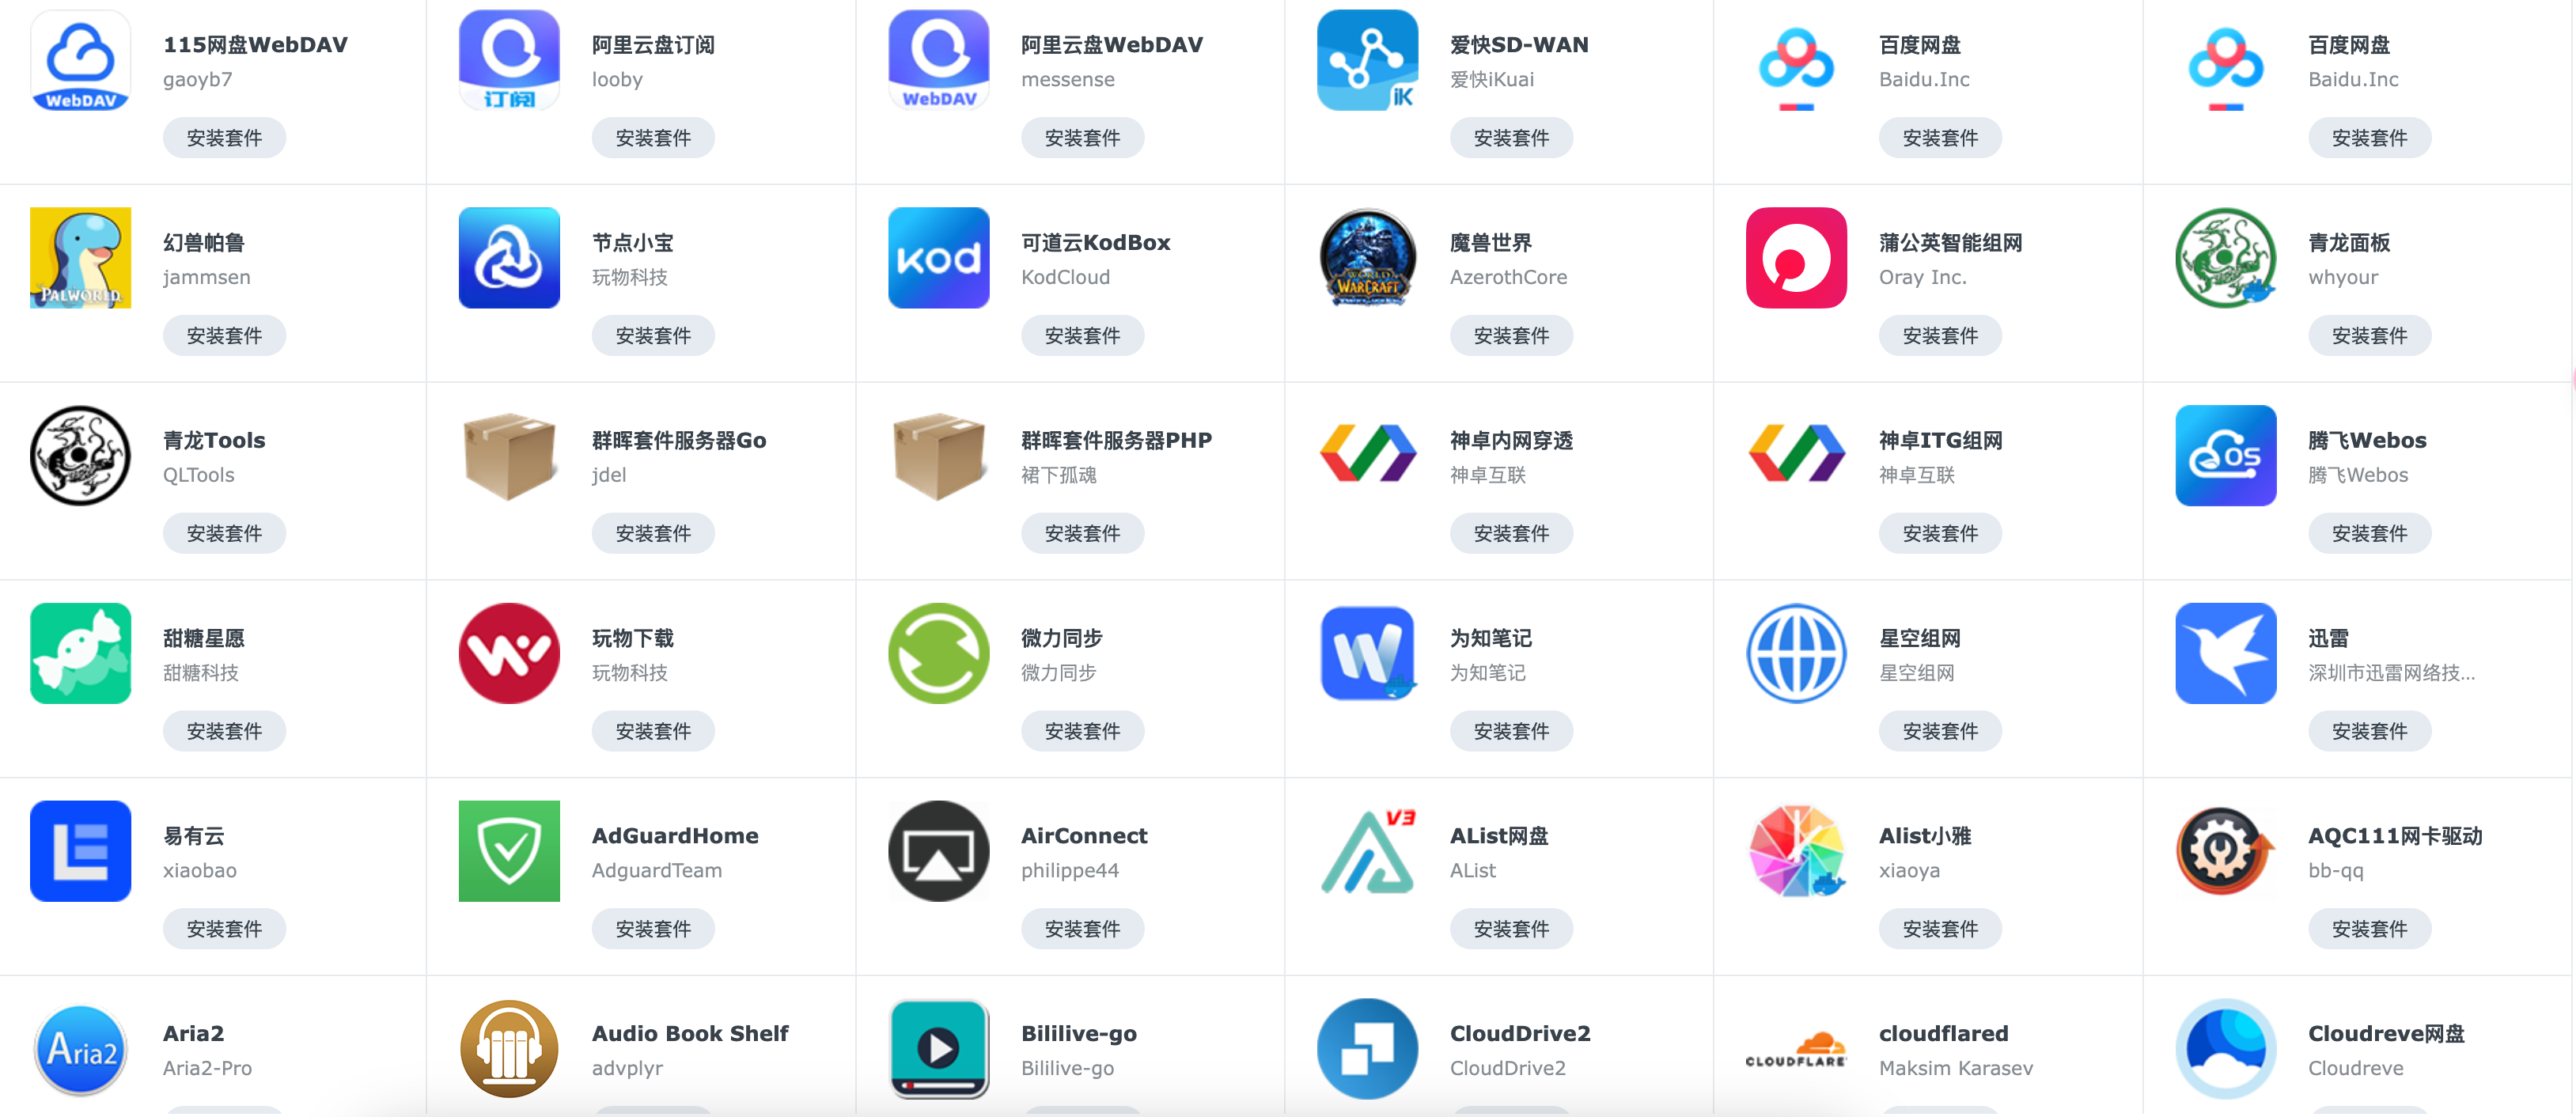 115网盘WebDAV
gaoyb7
WebDAV
安装套件
阿里云盘订阅
looby
订阅
安装套件
阿里云盘WebDAV
messense
WebDAV
安装套件
爱快SD-WAN
爱快iKuai
iK
安装套件
百度网盘
Baidu.Inc
安装套件
百度网盘
Baidu.Inc
安装套件
幻兽帕鲁
jammsen
PALWORLD
安装套件
节点小宝
玩物科技
安装套件
可道云KodBox
kod
KodCloud
安装套件
魔兽世界
AzerothCore
WORLD
WARCRAFT
安装套件
蒲公英智能组网
Oray Inc.
安装套件
青龙面板
whyour
安装套件
青龙Tools
QLTools
安装套件
群晖套件服务器Go
jdel
安装套件
群晖套件服务器PHP
裙下孤魂
安装套件
神卓内网穿透
神卓互联
安装套件
神卓ITG组网
神卓互联
安装套件
腾飞Webos
OS
腾飞Webos
安装套件
甜糖星愿
甜糖科技
安装套件
玩物下载
玩物科技
安装套件
微力同步
微力同步
安装套件
为知笔记
为知笔记
安装套件
星空组网
星空组网
安装套件
迅雷
深圳市迅雷网络技...
安装套件
易有云
xiaobao
安装套件
AdGuardHome
AdguardTeam
安装套件
AirConnect
philippe44
安装套件
V3
AList网盘
AList
安装套件
Alist小雅
xiaoya
安装套件
AQC111网卡驱动
bb-qq
安装套件
Aria2
Aria2
Aria2-Pro
Audio Book Shelf
advplyr
Bililive-go
Bililive-go
CloudDrive2
CloudDrive2
cloudflared
CLOUDFLARE
Maksim Karasev
Cloudreve网盘
Cloudreve